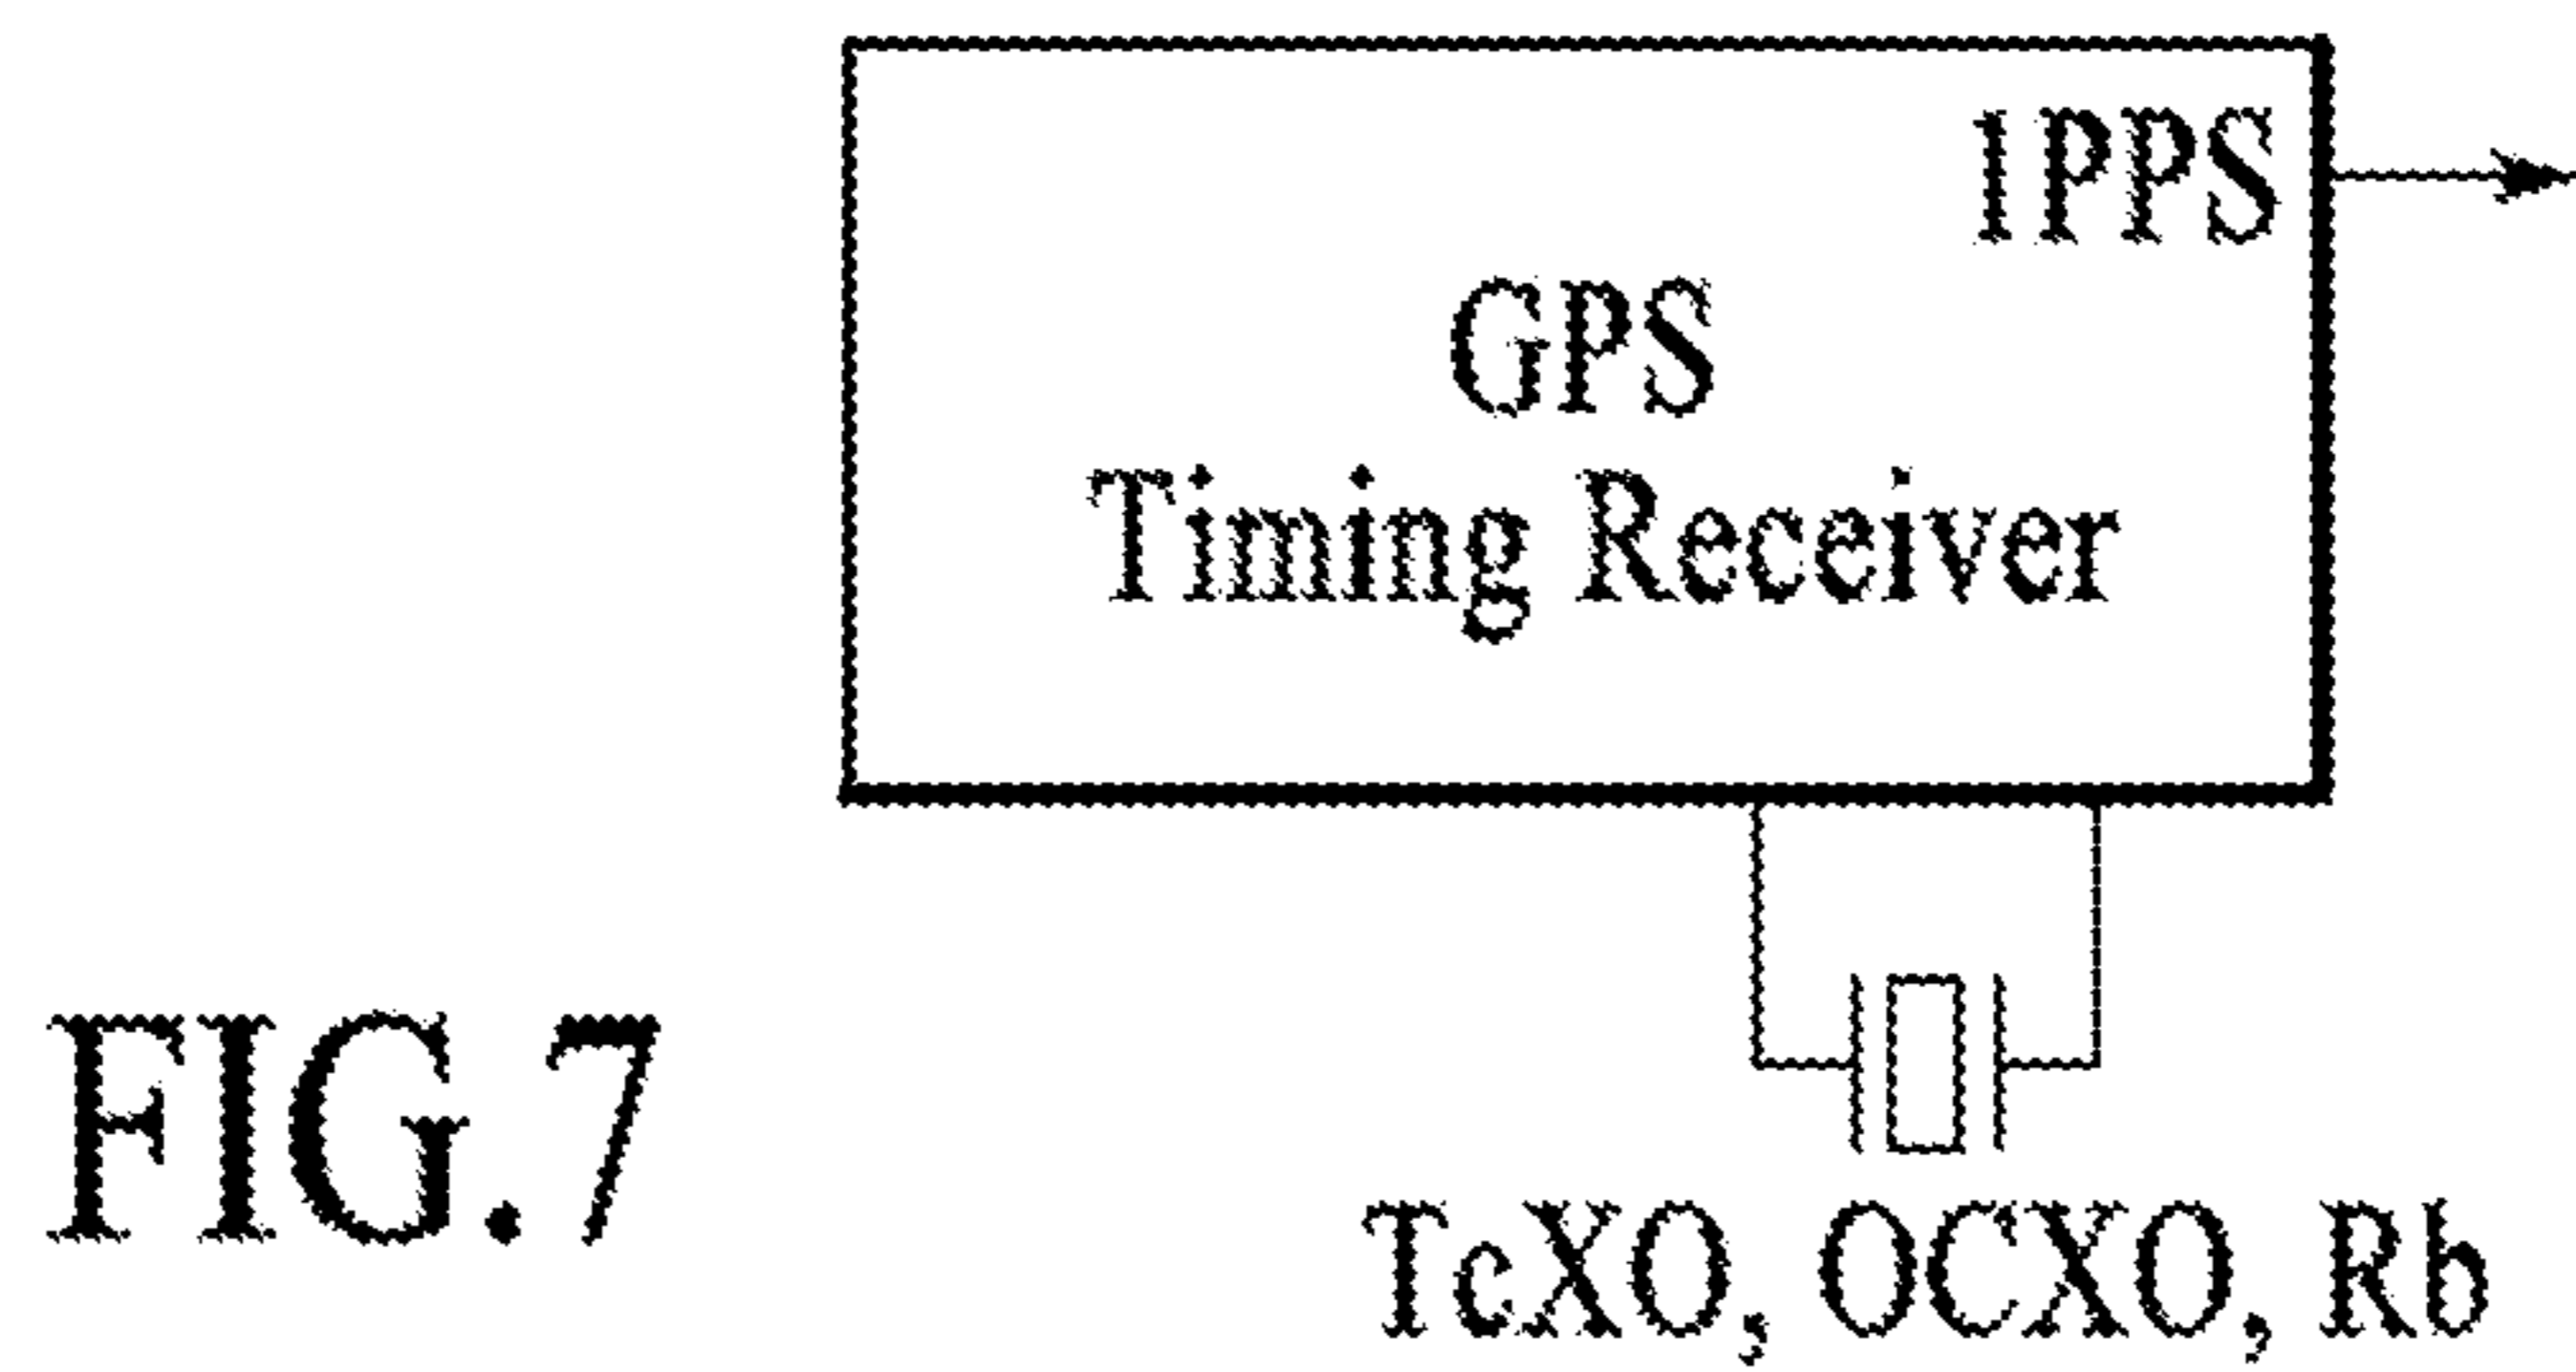 1PPS
GPS
Timing Receiver
FIG.7
TcXO, OCXO, Rb